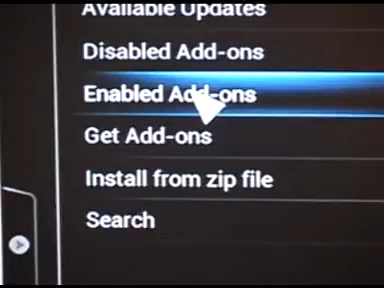 Available Updates
Disabled Add-ons
Enabled Add-ons
Get Add-ons
Install from zip file
Search